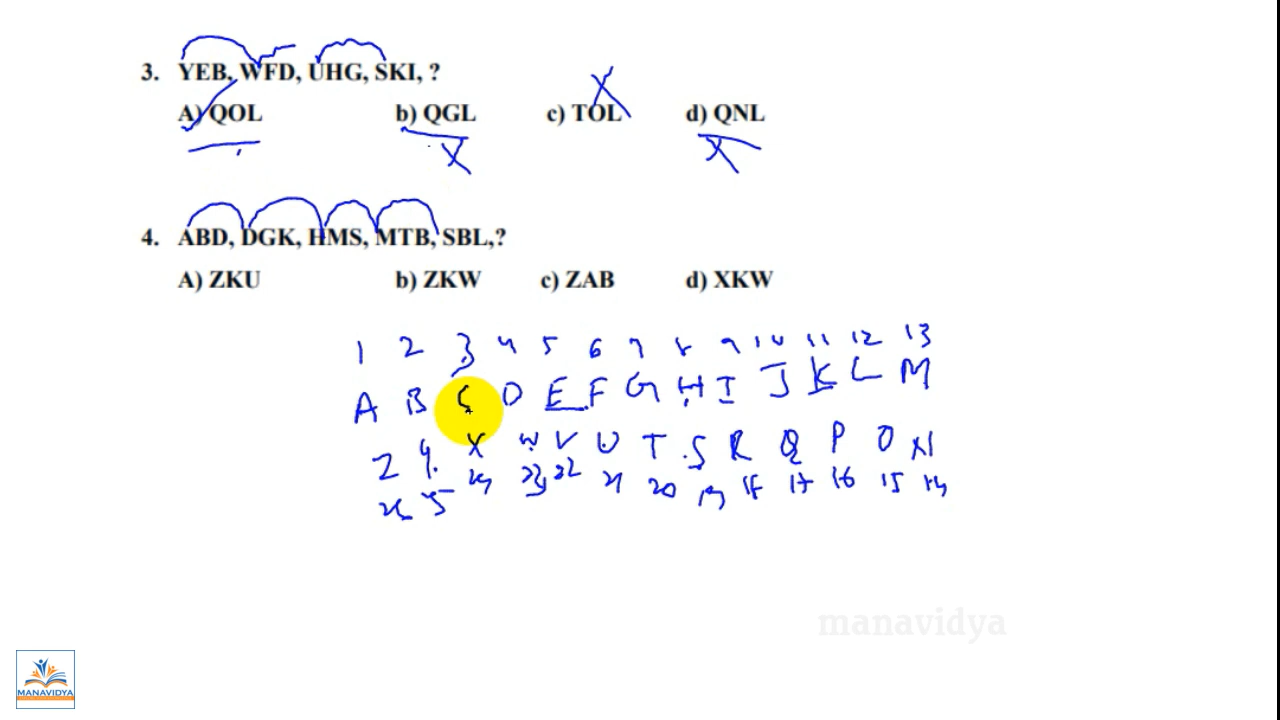 3. YEB, WFD, UHG, SKI, ?
A) QOL b) QGL c) TOL d) QNL
4. ABD, DGK, HMS, MTB, SBL,?
A) ZKU b) ZKW c) ZAB d) XKW
1 2 3 4 5 6 7 8 9 10 11 12 13
A B C D E F G H I J K L M
Z Y X W V U T S R Q P O N
26 25 24 23 22 21 20 19 18 17 16 15 14
manavidya
MANAVIDYA